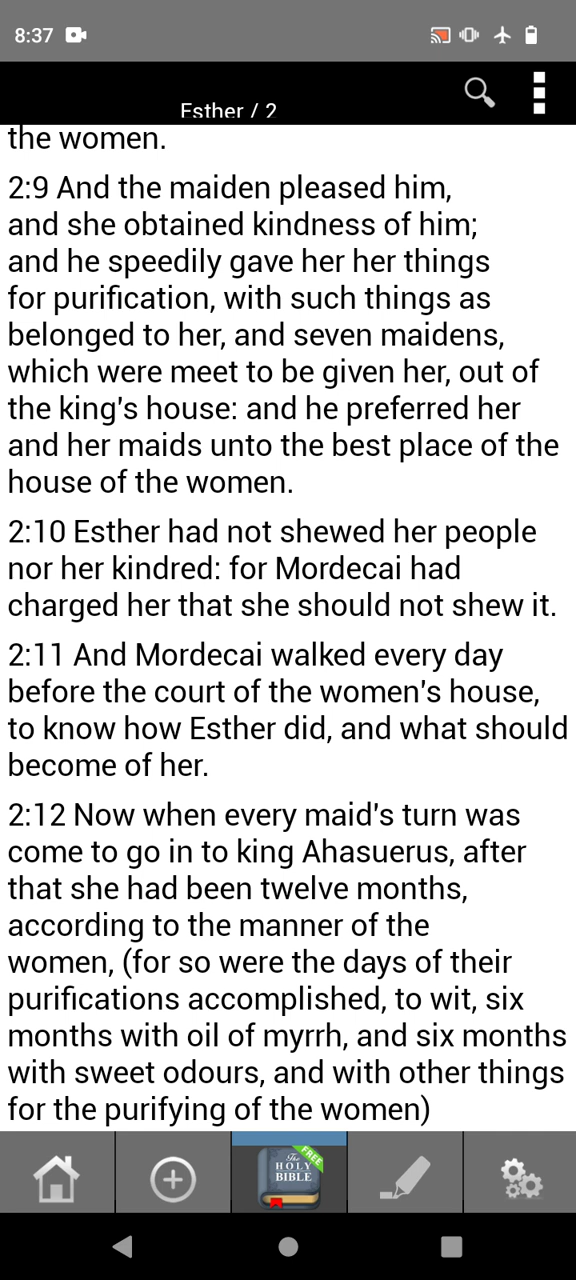 8:37
Esther / 2
the women.
2:9 And the maiden pleased him,
and she obtained kindness of him;
and he speedily gave her her things
for purification, with such things as
belonged to her, and seven maidens,
which were meet to be given her, out of
the king's house: and he preferred her
and her maids unto the best place of the
house of the women.
2:10 Esther had not shewed her people
nor her kindred: for Mordecai had
charged her that she should not shew it.
2:11 And Mordecai walked every day
before the court of the women's house,
to know how Esther did, and what should
become of her.
2:12 Now when every maid's turn was
come to go in to king Ahasuerus, after
that she had been twelve months,
according to the manner of the
women, (for so were the days of their
purifications accomplished, to wit, six
months with oil of myrrh, and six months
with sweet odours, and with other things
for the purifying of the women)
FREE
The
HOLY
BIBLE